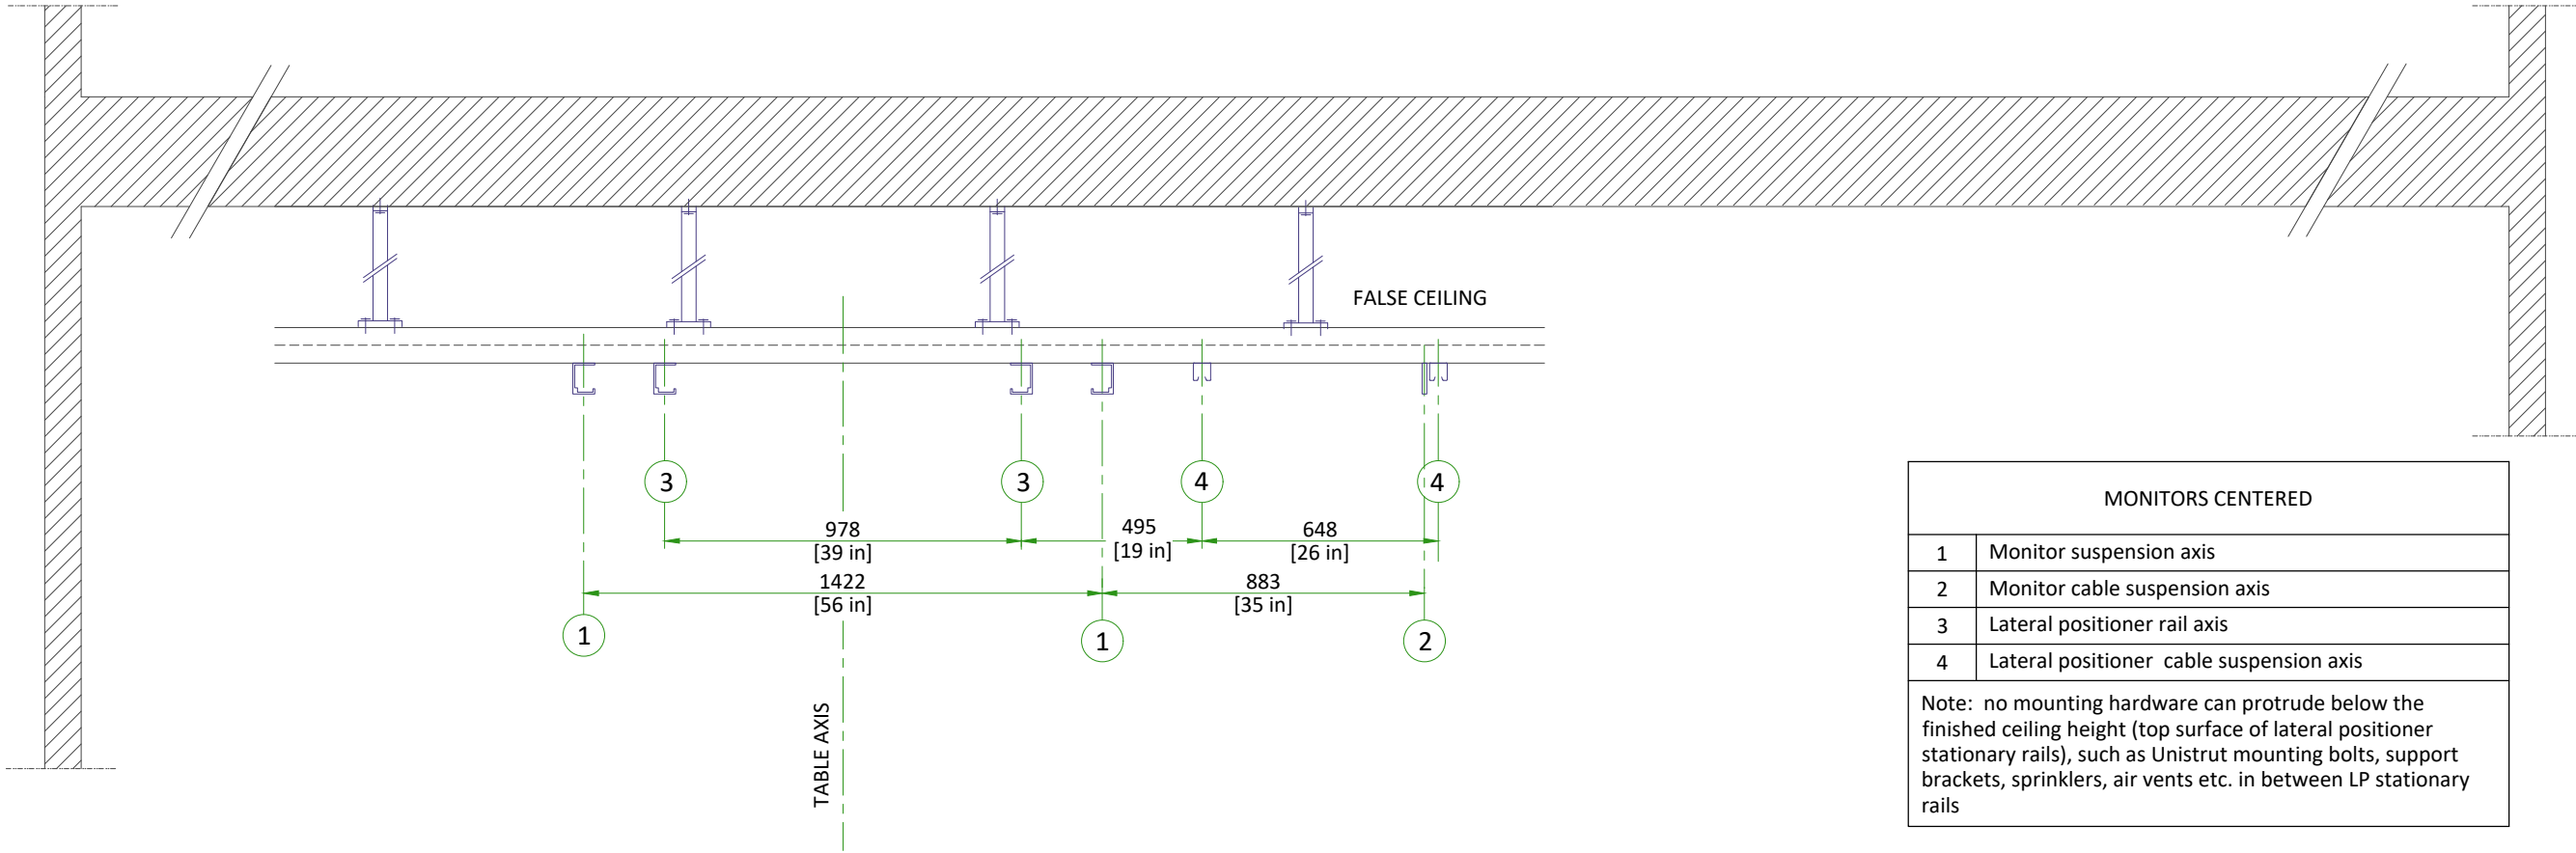 FALSE CEILING
3
3
4
4
978
[39 in]
495
[19 in]
648
[26 in]
1422
[56 in]
883
[35 in]
1
1
2
TABLE AXIS
MONITORS CENTERED
1 Monitor suspension axis
2 Monitor cable suspension axis
3 Lateral positioner rail axis
4 Lateral positioner cable suspension axis
Note: no mounting hardware can protrude below the
finished ceiling height (top surface of lateral positioner
stationary rails), such as Unistrut mounting bolts, support
brackets, sprinklers, air vents etc. in between LP stationary
rails